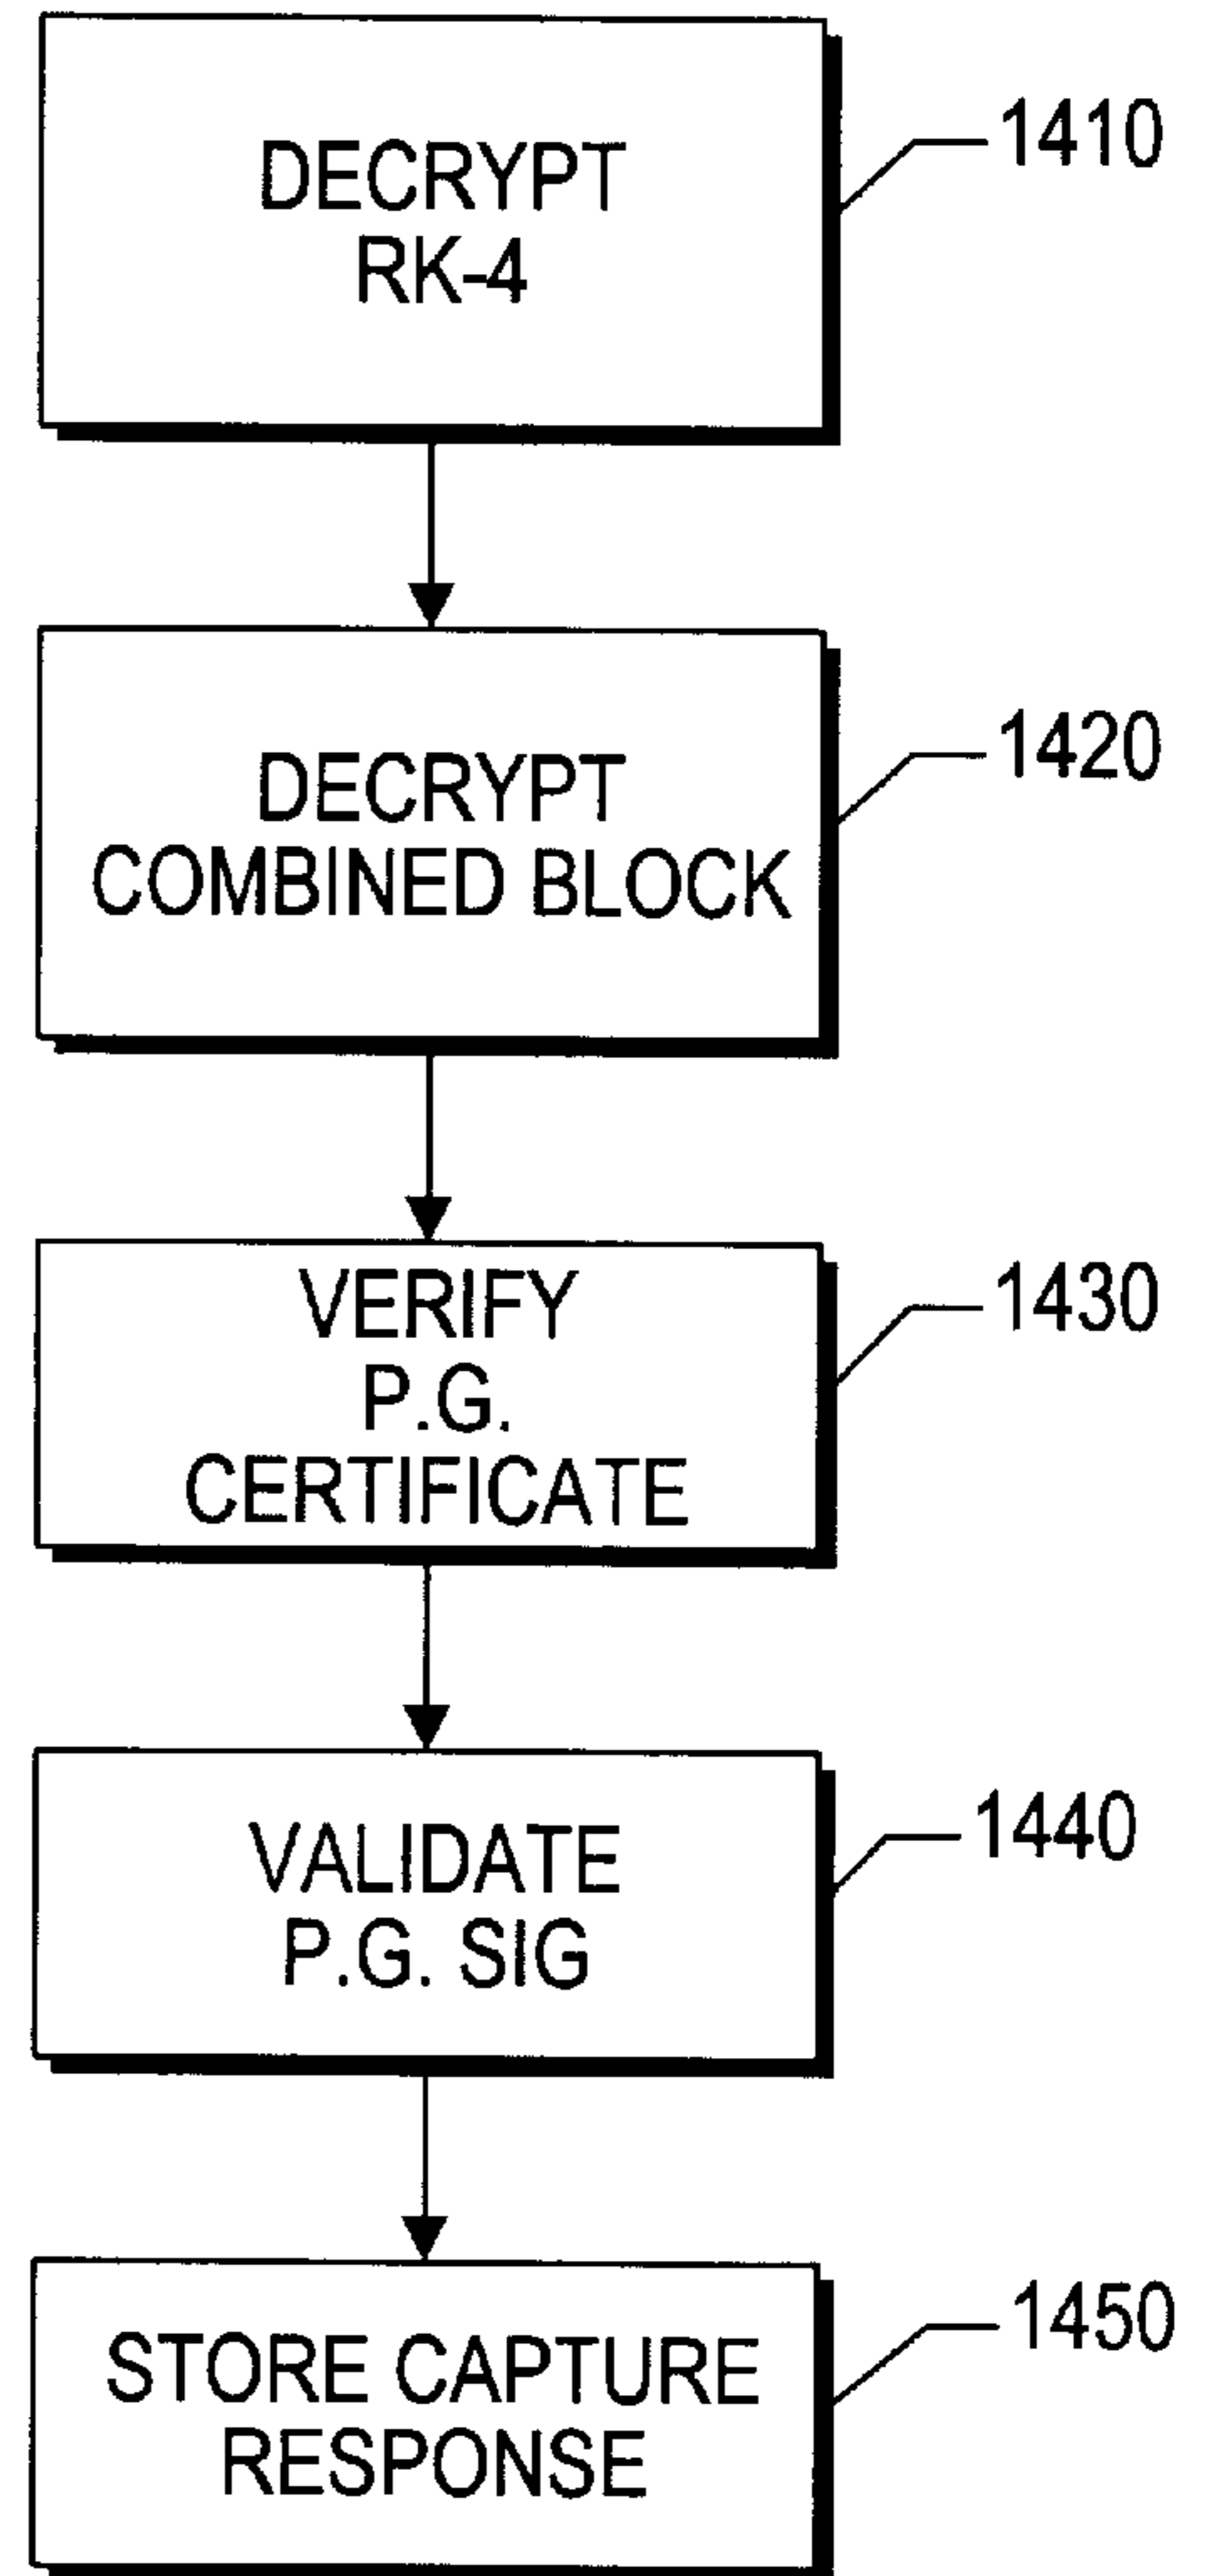 DECRYPT
RK-4
1410
DECRYPT
COMBINED BLOCK
1420
VERIFY
P.G.
CERTIFICATE
1430
VALIDATE
P.G. SIG
1440
STORE CAPTURE
RESPONSE
1450